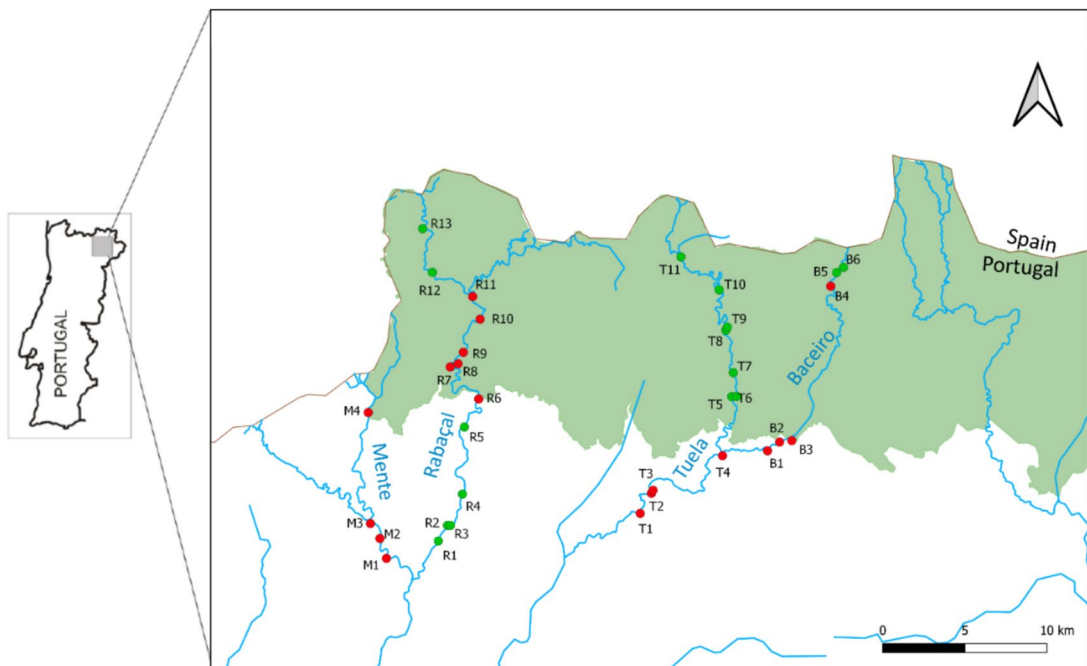 Spain
Portugal
R13
T11
B6
B5
R12
T10
B4
R11
R10
T9
T8
R9
R8
R7
T7
Baceiro
PORTUGAL
R6
T5
T6
M4
R5
Rabaçal
B2
B3
B1
Tuela
T4
Mente
T3
T2
R4
T1
M3
R2
R3
M2
R1
M1
0 5 10 km